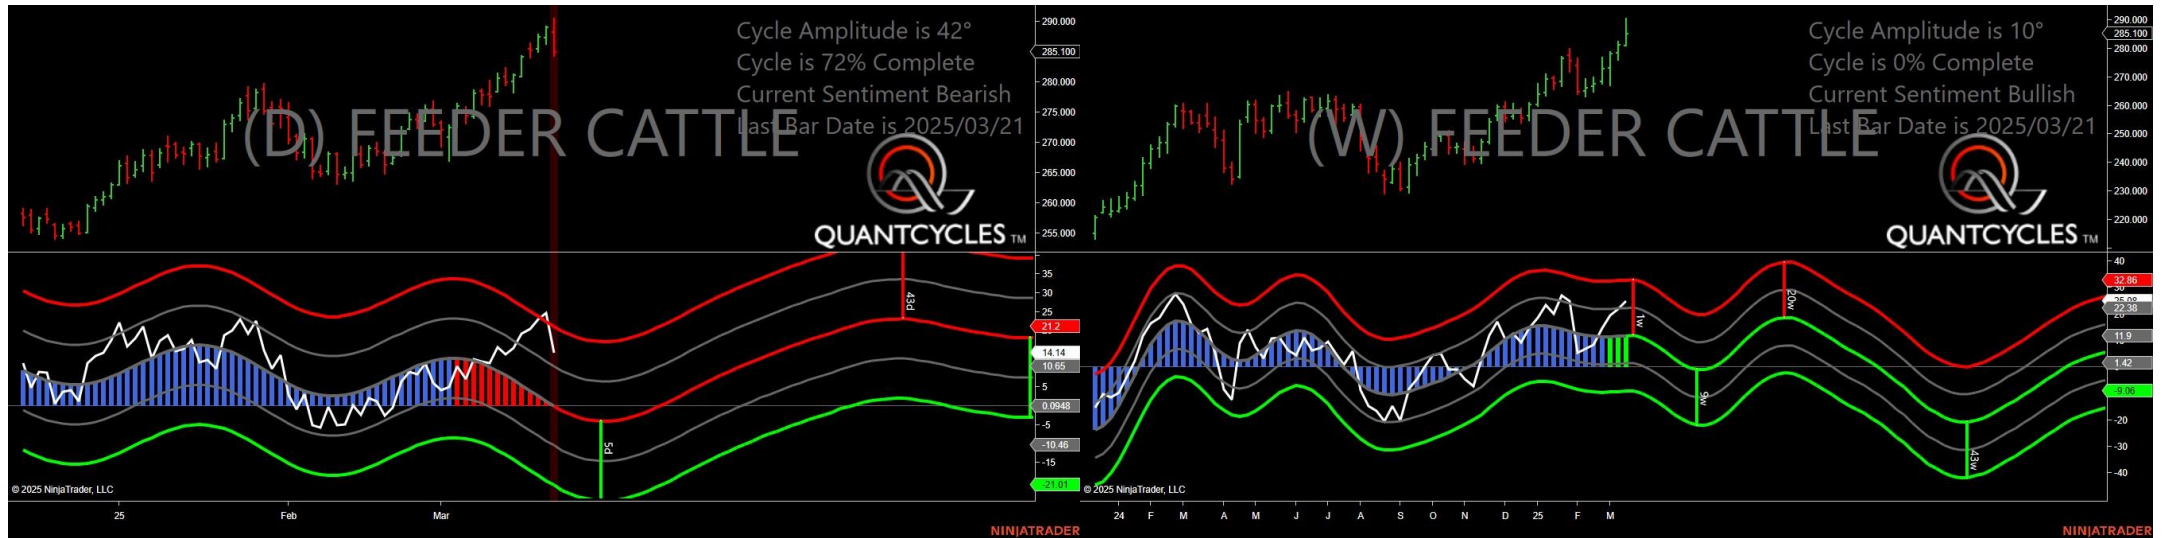 Cycle Amplitude is 42°
Cycle is 72% Complete
Current Sentiment Bearish
Last Bar Date is 2025/03/21
(D) FEEDER CATTLE
QUANTCYCLES TM
290.000
285.100
280.000
275.000
270.000
265.000
260.000
255.000
35
30
25
21.2
14.14
10.65
5
0.0948
-5
-10.46
-15
-21.01
43d
5d
© 2025 NinjaTrader, LLC
25 Feb Mar
NINJATRADER
Cycle Amplitude is 10°
Cycle is 0% Complete
Current Sentiment Bullish
Last Bar Date is 2025/03/21
(W) FEEDER CATTLE
QUANTCYCLES TM
290.000
285.100
280.000
270.000
260.000
250.000
240.000
230.000
220.000
40
32.86
22.38
11.9
1.42
-9.06
-20
-30
-40
1w
9w
20w
43w
© 2025 NinjaTrader, LLC
24 F M A M J J A S O N D 25 F M
NINJATRADER